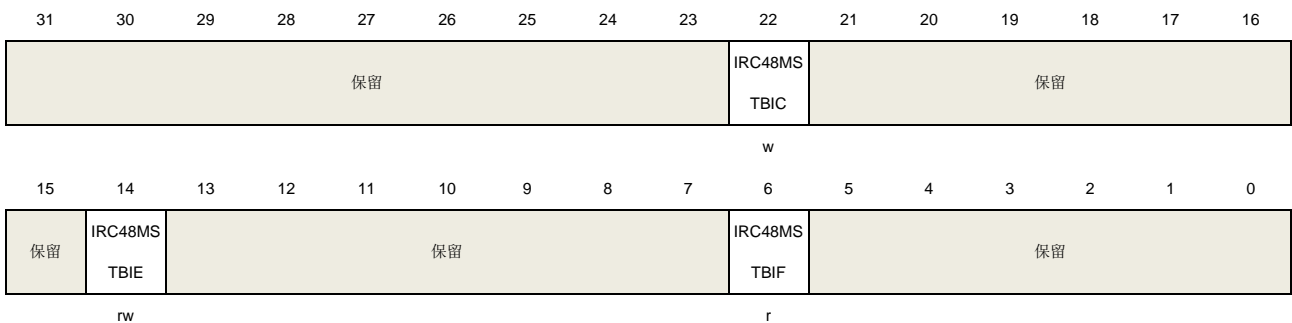 31 30 29 28 27 26 25 24 23 22 21 20 19 18 17 16
保留 IRC48MS TBIC 保留
w
15 14 13 12 11 10 9 8 7 6 5 4 3 2 1 0
保留 IRC48MS TBIE 保留 IRC48MS TBIF 保留
rw r